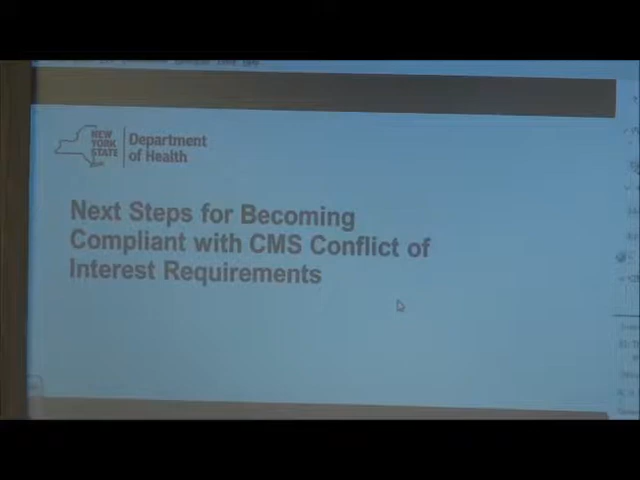 NEW
YORK
STATE
Department
of Health
Next Steps for Becoming
Compliant with CMS Conflict of
Interest Requirements